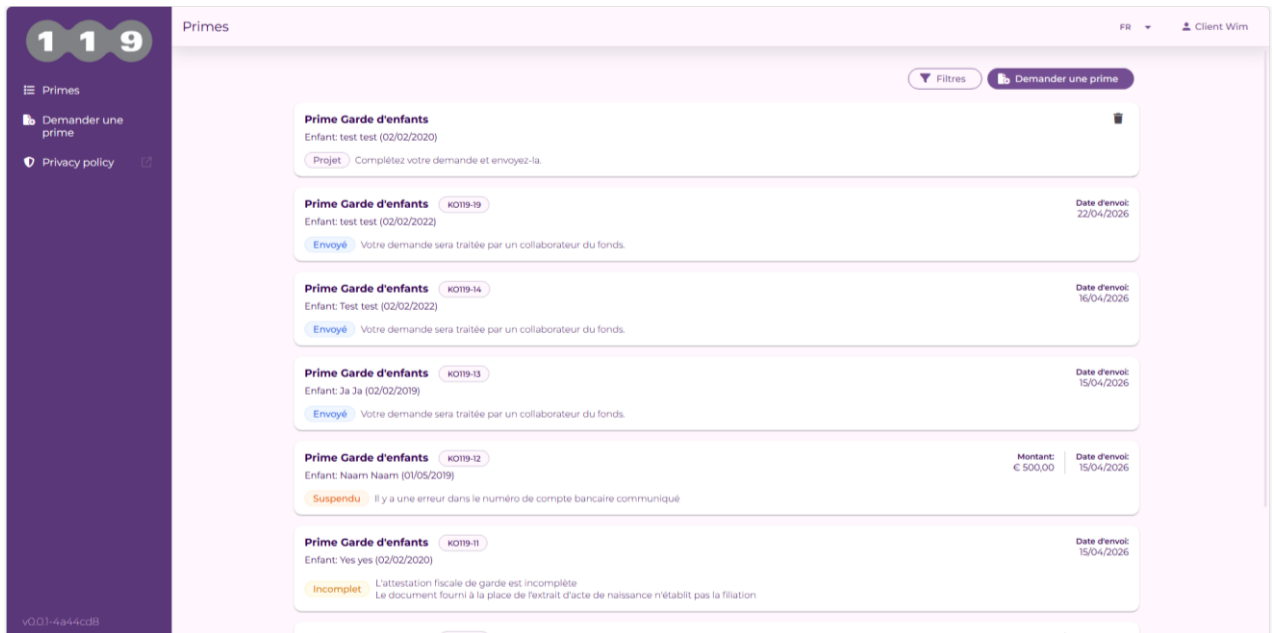 119
Primes
FR
Client Wim
Primes
Demander une
prime
Privacy policy
Filtres
Demander une prime
Prime Garde d'enfants
Enfant: test test (02/02/2020)
Projet Complétez votre demande et envoyez-la.
Prime Garde d'enfants KO119-19
Date d'envoi:
22/04/2026
Enfant: test test (02/02/2022)
Envoyé Votre demande sera traitée par un collaborateur du fonds.
Prime Garde d'enfants KO119-14
Date d'envoi:
16/04/2026
Enfant: Test test (02/02/2022)
Envoyé Votre demande sera traitée par un collaborateur du fonds.
Prime Garde d'enfants KO119-13
Date d'envoi:
15/04/2026
Enfant: Ja Ja (02/02/2019)
Envoyé Votre demande sera traitée par un collaborateur du fonds.
Prime Garde d'enfants KO119-12
Montant:
€ 500,00
Date d'envoi:
15/04/2026
Enfant: Naam Naam (01/05/2019)
Suspendu Il y a une erreur dans le numéro de compte bancaire communiqué
Prime Garde d'enfants KO119-11
Date d'envoi:
15/04/2026
Enfant: Yes yes (02/02/2020)
Incomplet L'attestation fiscale de garde est incomplète
Le document fourni à la place de l'extrait d'acte de naissance n'établit pas la filiation
v0.0.1-4a44cd8